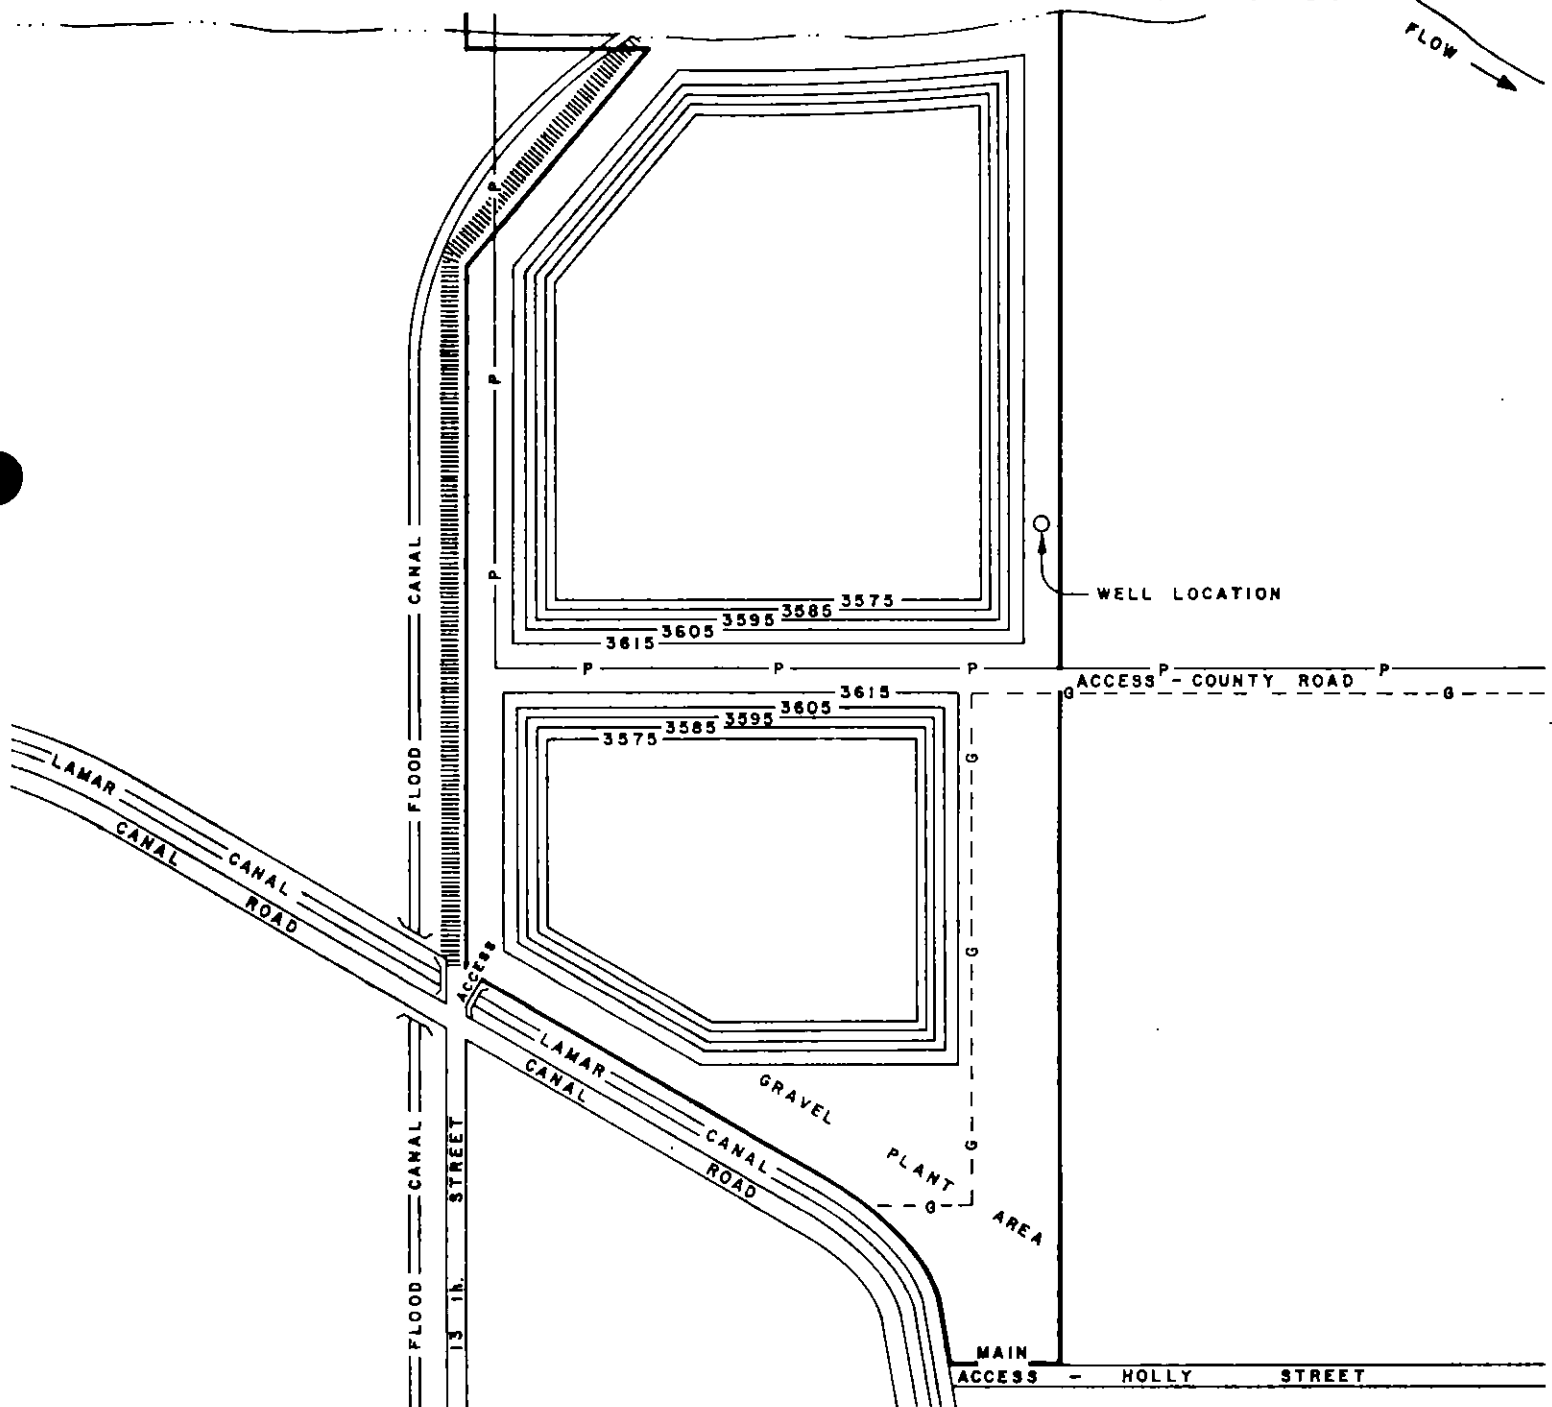 FLOW
P
P
P
FLOOD CANAL
WELL LOCATION
3575
3585
3595
3605
3615
P P P P P
ACCESS - COUNTY ROAD
G G
3615
3605
3595
3585
3575
G
G
G
G
LAMAR CANAL
CANAL ROAD
ACCESS
LAMAR CANAL
CANAL ROAD
GRAVEL PLANT AREA
FLOOD CANAL
13 th. STREET
MAIN
ACCESS - HOLLY STREET